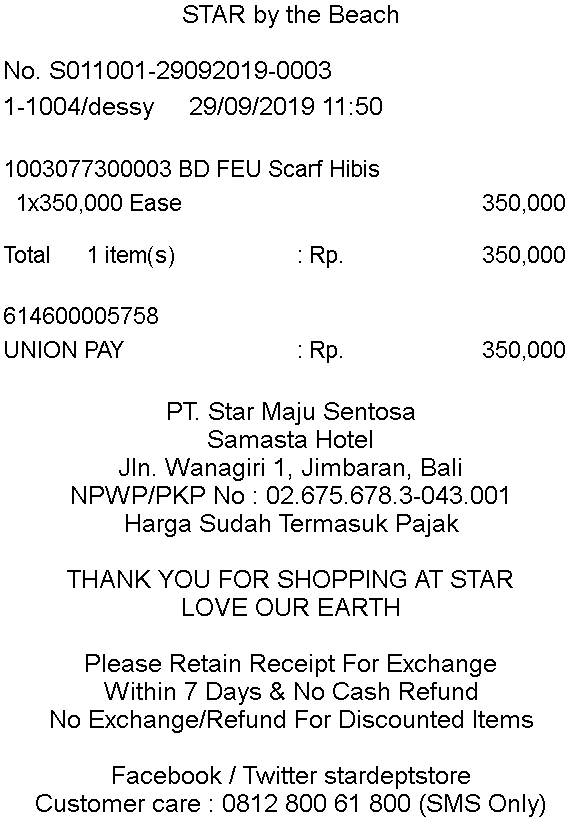 STAR by the Beach
No. S011001-29092019-0003
1-1004/dessy 29/09/2019 11:50
1003077300003 BD FEU Scarf Hibis
1x350,000 Ease 350,000
Total 1 item(s) : Rp. 350,000
614600005758
UNION PAY : Rp. 350,000
PT. Star Maju Sentosa
Samasta Hotel
Jln. Wanagiri 1, Jimbaran, Bali
NPWP/PKP No : 02.675.678.3-043.001
Harga Sudah Termasuk Pajak
THANK YOU FOR SHOPPING AT STAR
LOVE OUR EARTH
Please Retain Receipt For Exchange
Within 7 Days & No Cash Refund
No Exchange/Refund For Discounted Items
Facebook / Twitter stardeptstore
Customer care : 0812 800 61 800 (SMS Only)